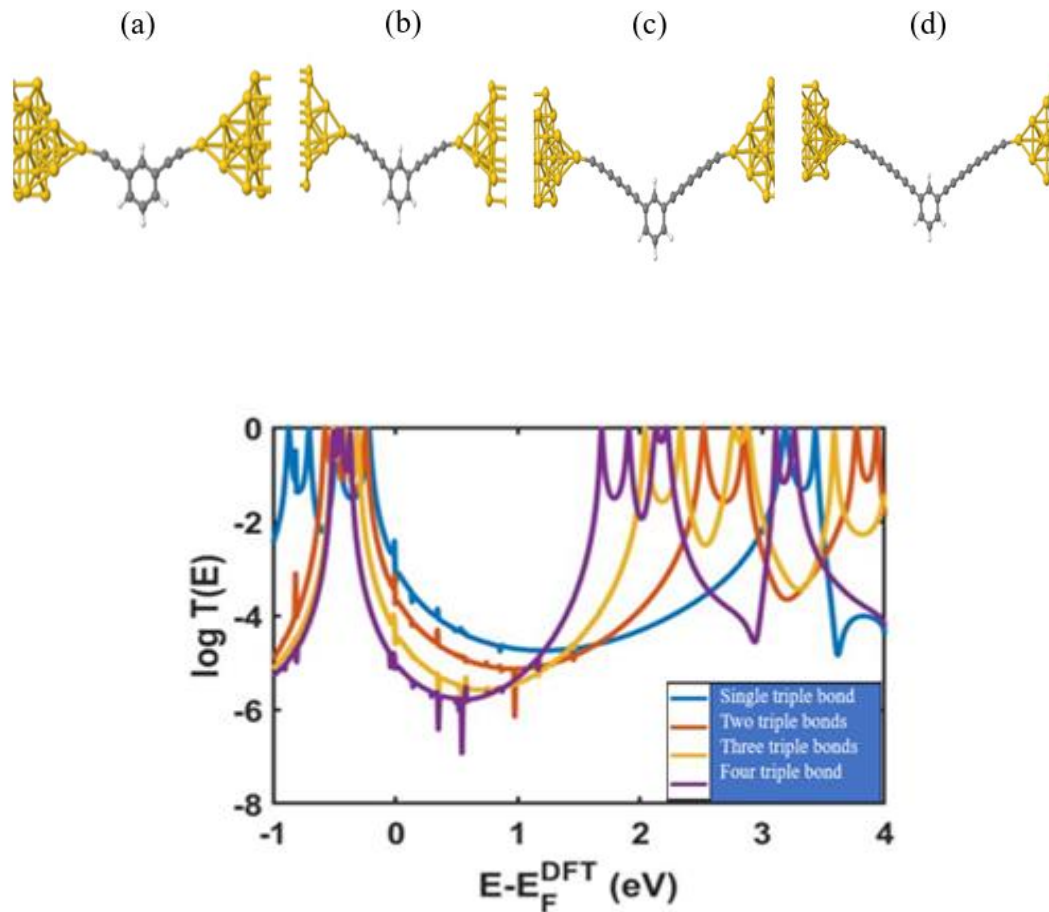 (a) (b) (c) (d)
0
-2
-4
-6
-8
log T(E)
Single triple bond
Two triple bonds
Three triple bonds
Four triple bond
-1 0 1 2 3 4
E-E_F^DFT (eV)